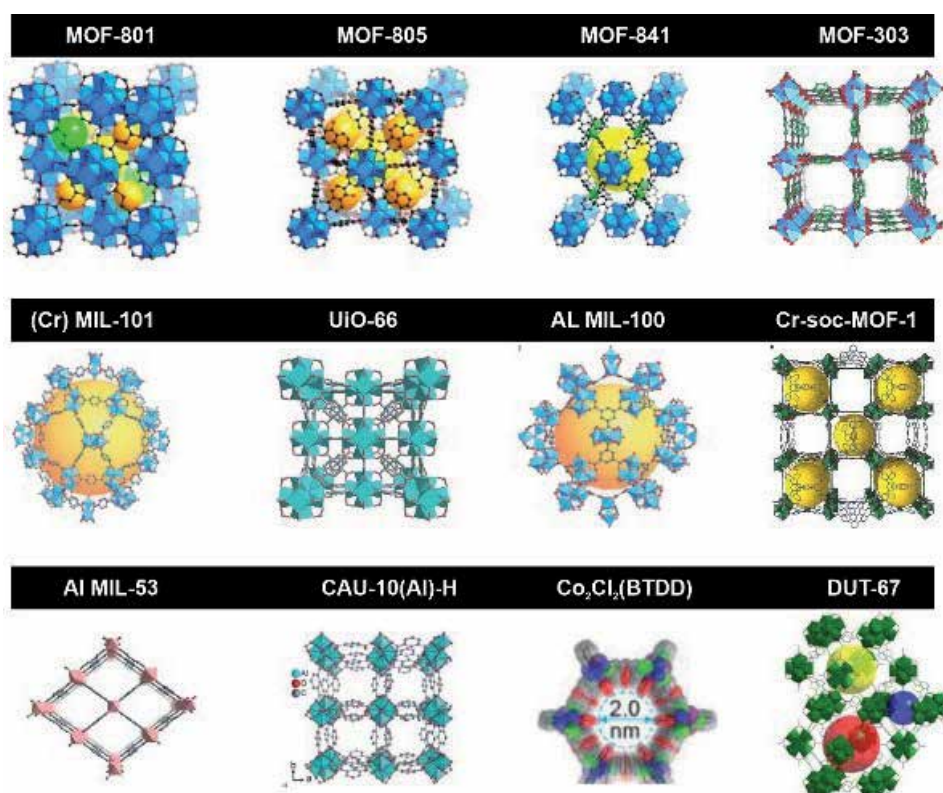 MOF-801 MOF-805 MOF-841 MOF-303
(Cr) MIL-101 UiO-66 AL MIL-100 Cr-soc-MOF-1
Al MIL-53 CAU-10(Al)-H Co₂Cl₂(BTDD) DUT-67
Al
O
C
2.0
nm
b
a